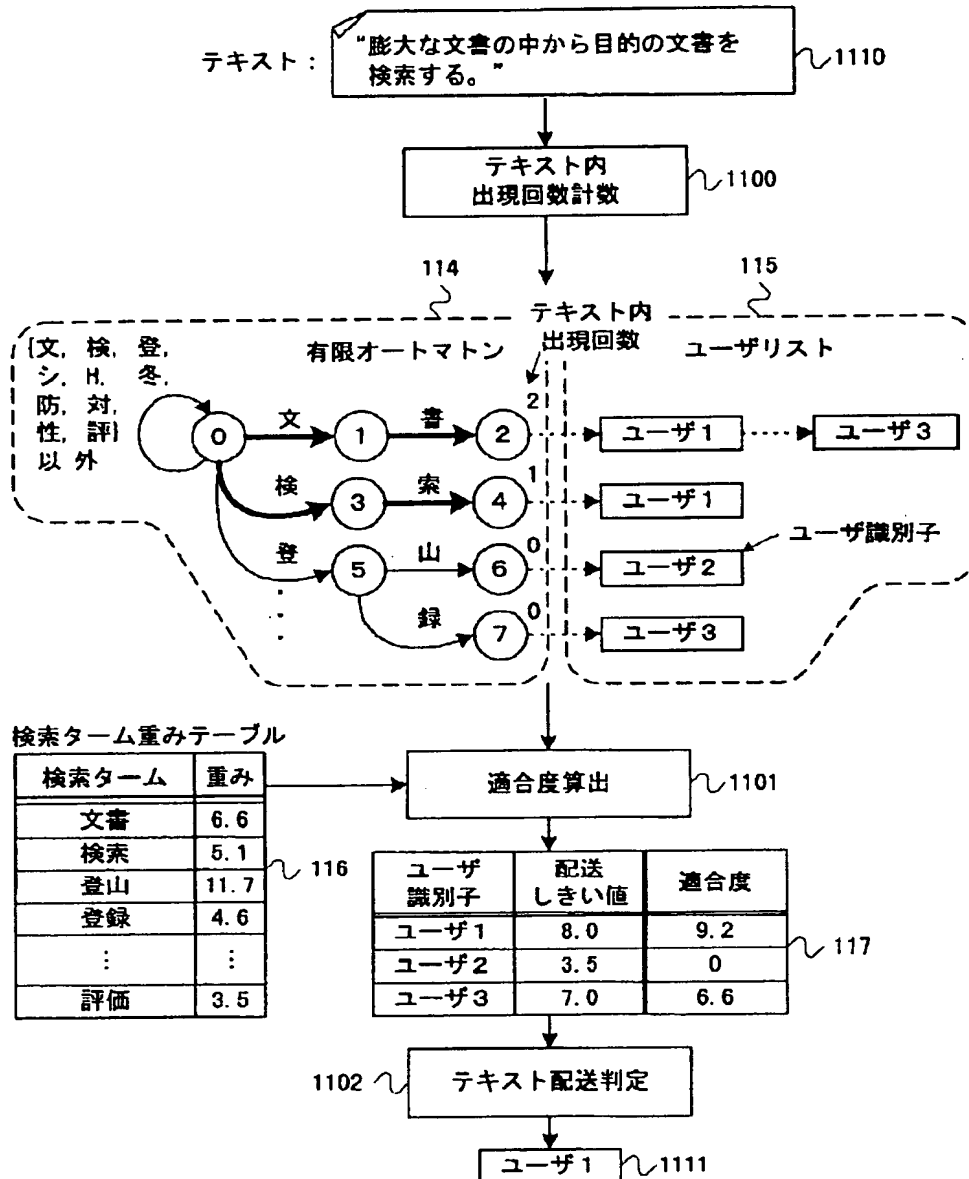 テキスト：
“膨大な文書の中から目的の文書を
検索する。”
1110
テキスト内
出現回数計数
1100
114
115
テキスト内
出現回数
{文, 検, 登,
シ, H, 冬,
防, 対,
性, 評}
以外
有限オートマトン
ユーザリスト
0
文
1
書
2
2
ユーザ1
ユーザ3
検
3
索
4
1
ユーザ1
ユーザ識別子
登
5
山
6
0
ユーザ2
録
7
0
ユーザ3
検索ターム重みテーブル
検索ターム 重み
文書 6.6
検索 5.1
登山 11.7
登録 4.6
⋮ ⋮
評価 3.5
116
適合度算出
1101
ユーザ
識別子
配送
しきい値
適合度
ユーザ1 8.0 9.2
ユーザ2 3.5 0
ユーザ3 7.0 6.6
117
1102
テキスト配送判定
ユーザ1
1111